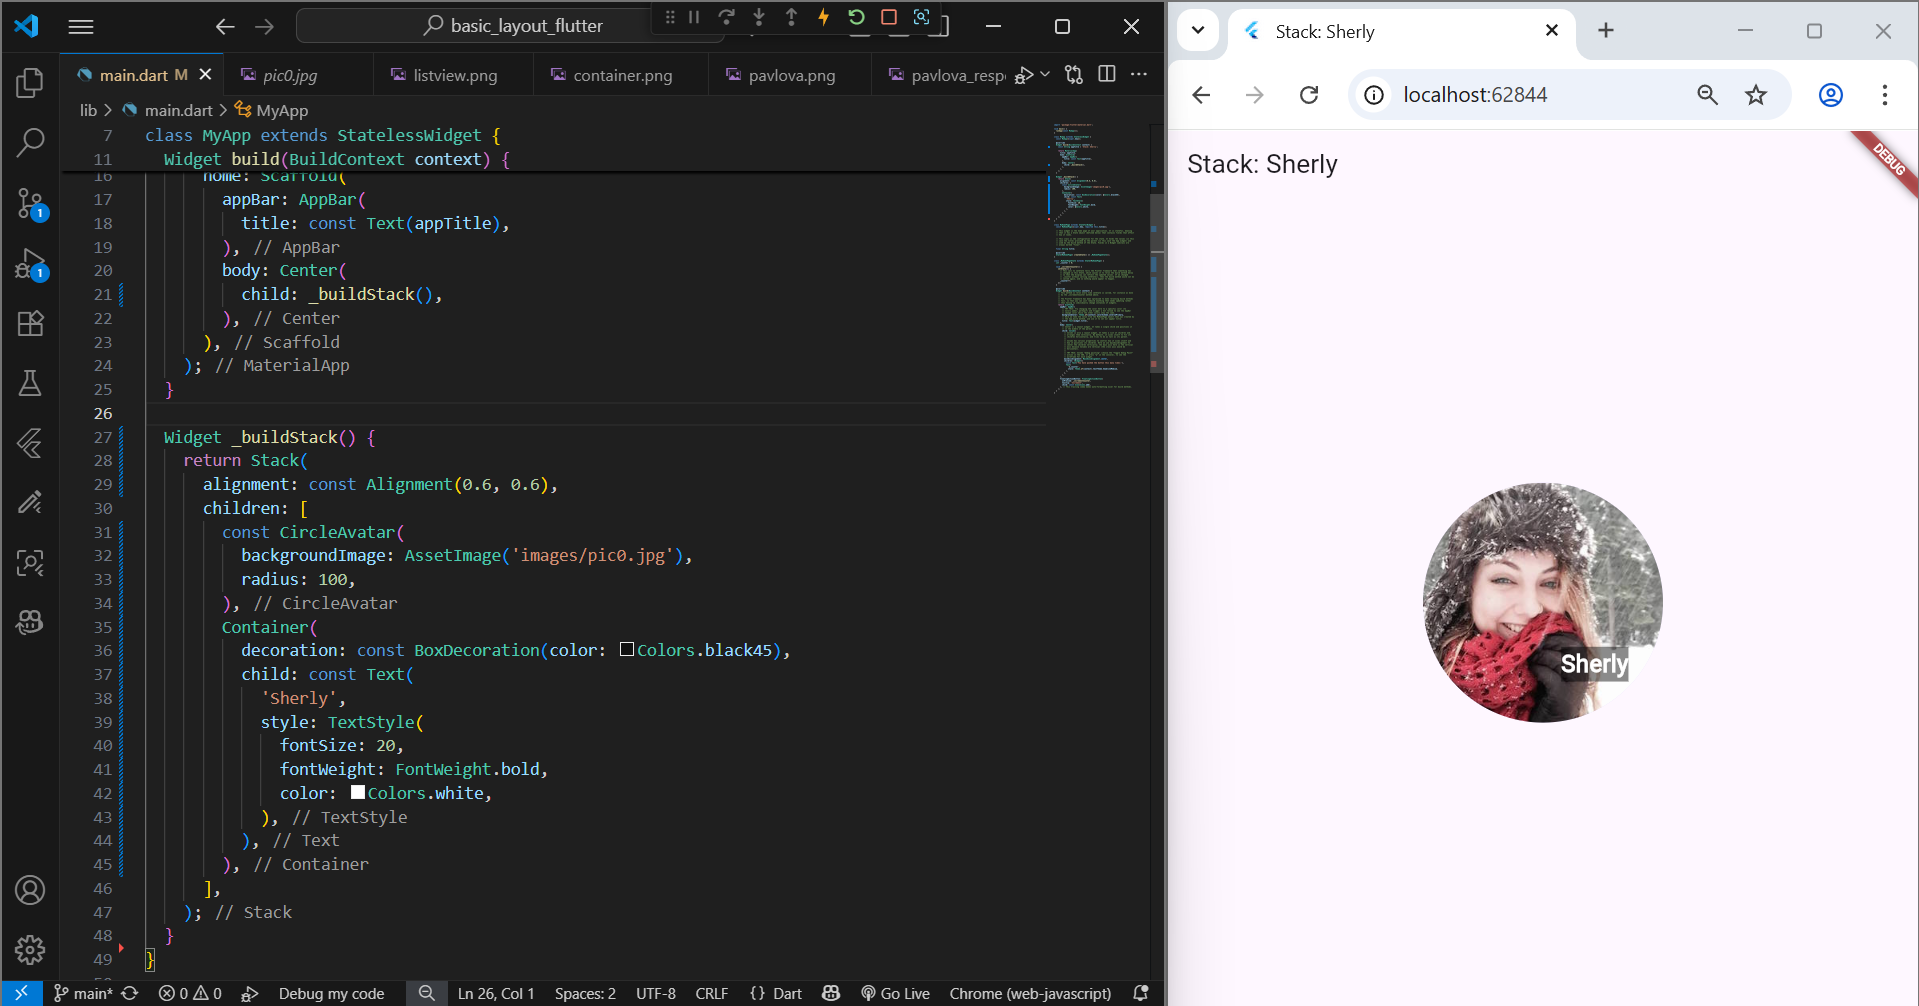 basic_layout_flutter
main.dart M
pic0.jpg
listview.png
container.png
pavlova.png
pavlova_resp
lib > main.dart > MyApp
7 class MyApp extends StatelessWidget {
11 Widget build(BuildContext context) {
16 home: Scaffold(
17 appBar: AppBar(
18 title: const Text(appTitle),
19 ), // AppBar
20 body: Center(
21 child: _buildStack(),
22 ), // Center
23 ), // Scaffold
24 ); // MaterialApp
25 }
26
27 Widget _buildStack() {
28 return Stack(
29 alignment: const Alignment(0.6, 0.6),
30 children: [
31 const CircleAvatar(
32 backgroundImage: AssetImage('images/pic0.jpg'),
33 radius: 100,
34 ), // CircleAvatar
35 Container(
36 decoration: const BoxDecoration(color: Colors.black45),
37 child: const Text(
38 'Sherly',
39 style: TextStyle(
40 fontSize: 20,
41 fontWeight: FontWeight.bold,
42 color: Colors.white,
43 ), // TextStyle
44 ), // Text
45 ), // Container
46 ],
47 ); // Stack
48 }
49 }
1
1
main* 0 0 Debug my code Ln 26, Col 1 Spaces: 2 UTF-8 CRLF {} Dart Go Live Chrome (web-javascript)
Stack: Sherly
localhost:62844
Stack: Sherly
DEBUG
Sherly